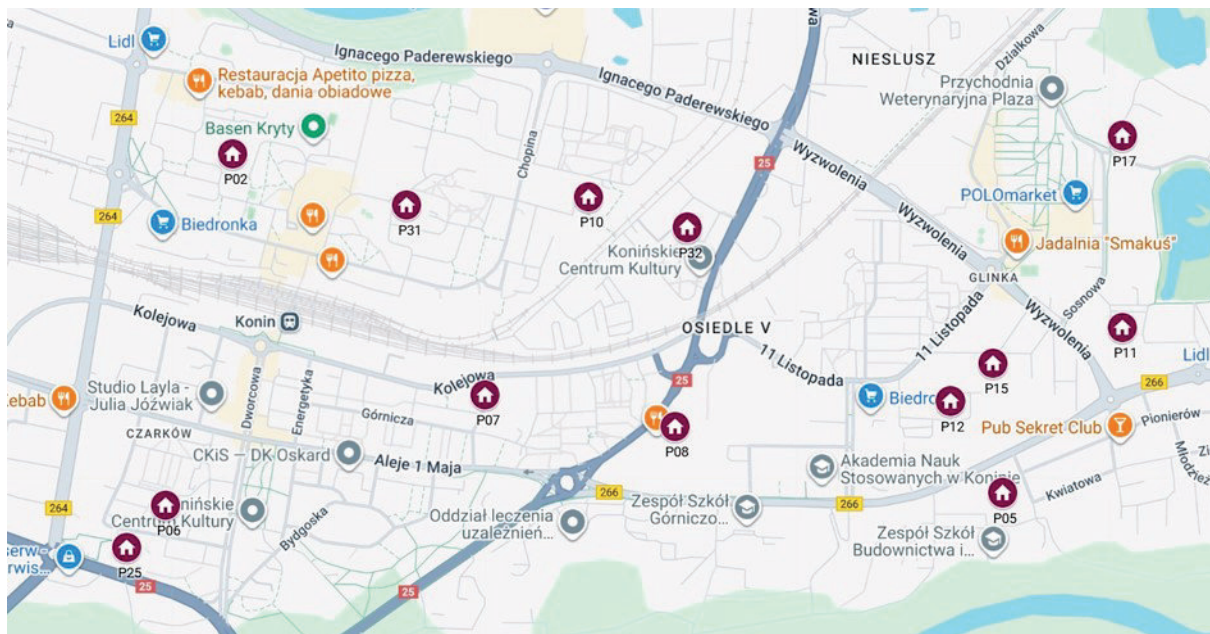 Lidl
Ignacego Paderewskiego
Ignacego Paderewskiego
NIESLUSZ
Działkowa
Restauracja Apetito pizza,
kebab, dania obiadowe
Przychodnia
Weterynaryjna Plaza
264
Basen Kryty
Chopina
25
Wyzwolenia
P17
P02
POLOmarket
264
Biedronka
P31
P10
Wyzwolenia
P32
Konińskie
Centrum Kultury
Jadalnia "Smakuś"
GLINKA
Kolejowa
Konin
OSIEDLE V
Sosnowa
Wyzwolenia
11 Listopada
11 Listopada
P11
Kolejowa
25
Lidl
266
P15
Studio Layla -
Julia Jóźwiak
Dworcowa
Energetyka
Górnicza
P07
Kebab
P12
Pub Sekret Club
Pionierów
CZARKÓW
CKiS – DK Oskard
Aleje 1 Maja
P08
Akademia Nauk
Stosowanych w Koninie
Kwiatowa
266
266
264
P06
Konińskie
Centrum Kultury
Bydgoska
Oddział leczenia
uzależnień...
Zespół Szkół
Górniczo...
P05
Zespół Szkół
Budownictwa i...
P25
25
25